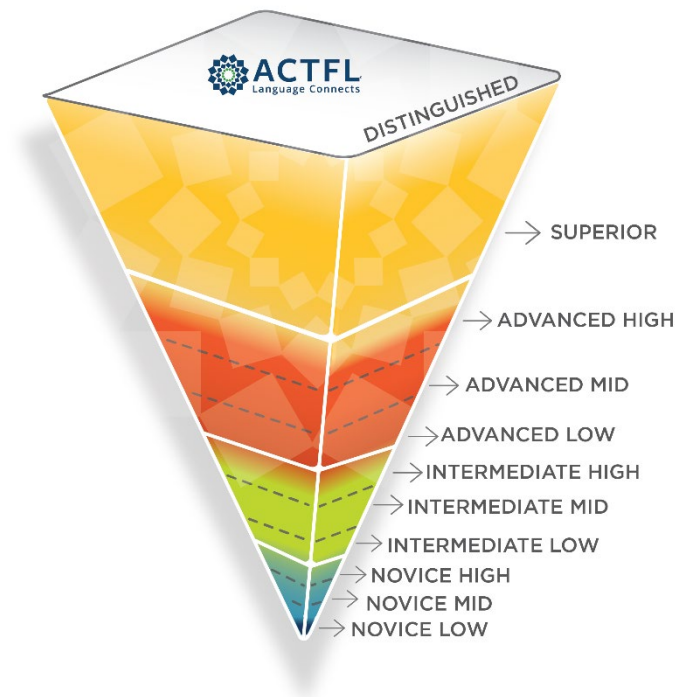 ACTFL
Language Connects
DISTINGUISHED
SUPERIOR
ADVANCED HIGH
ADVANCED MID
ADVANCED LOW
INTERMEDIATE HIGH
INTERMEDIATE MID
INTERMEDIATE LOW
NOVICE HIGH
NOVICE MID
NOVICE LOW